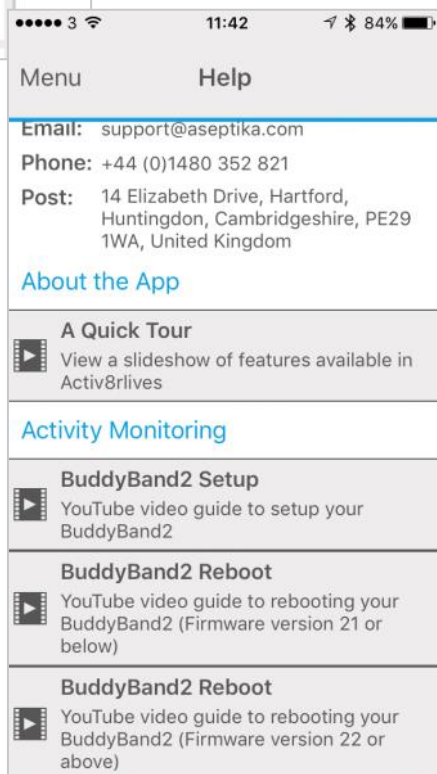 ●●●●● 3 11:42 84%
Menu Help
Email: support@aseptika.com
Phone: +44 (0)1480 352 821
Post: 14 Elizabeth Drive, Hartford,
Huntingdon, Cambridgeshire, PE29
1WA, United Kingdom
About the App
A Quick Tour
View a slideshow of features available in
Activ8rlives
Activity Monitoring
BuddyBand2 Setup
YouTube video guide to setup your
BuddyBand2
BuddyBand2 Reboot
YouTube video guide to rebooting your
BuddyBand2 (Firmware version 21 or
below)
BuddyBand2 Reboot
YouTube video guide to rebooting your
BuddyBand2 (Firmware version 22 or
above)